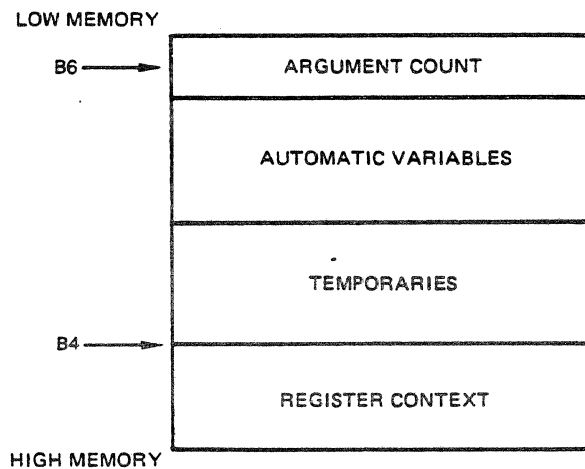 LOW MEMORY
B6
ARGUMENT COUNT
AUTOMATIC VARIABLES
TEMPORARIES
B4
REGISTER CONTEXT
HIGH MEMORY